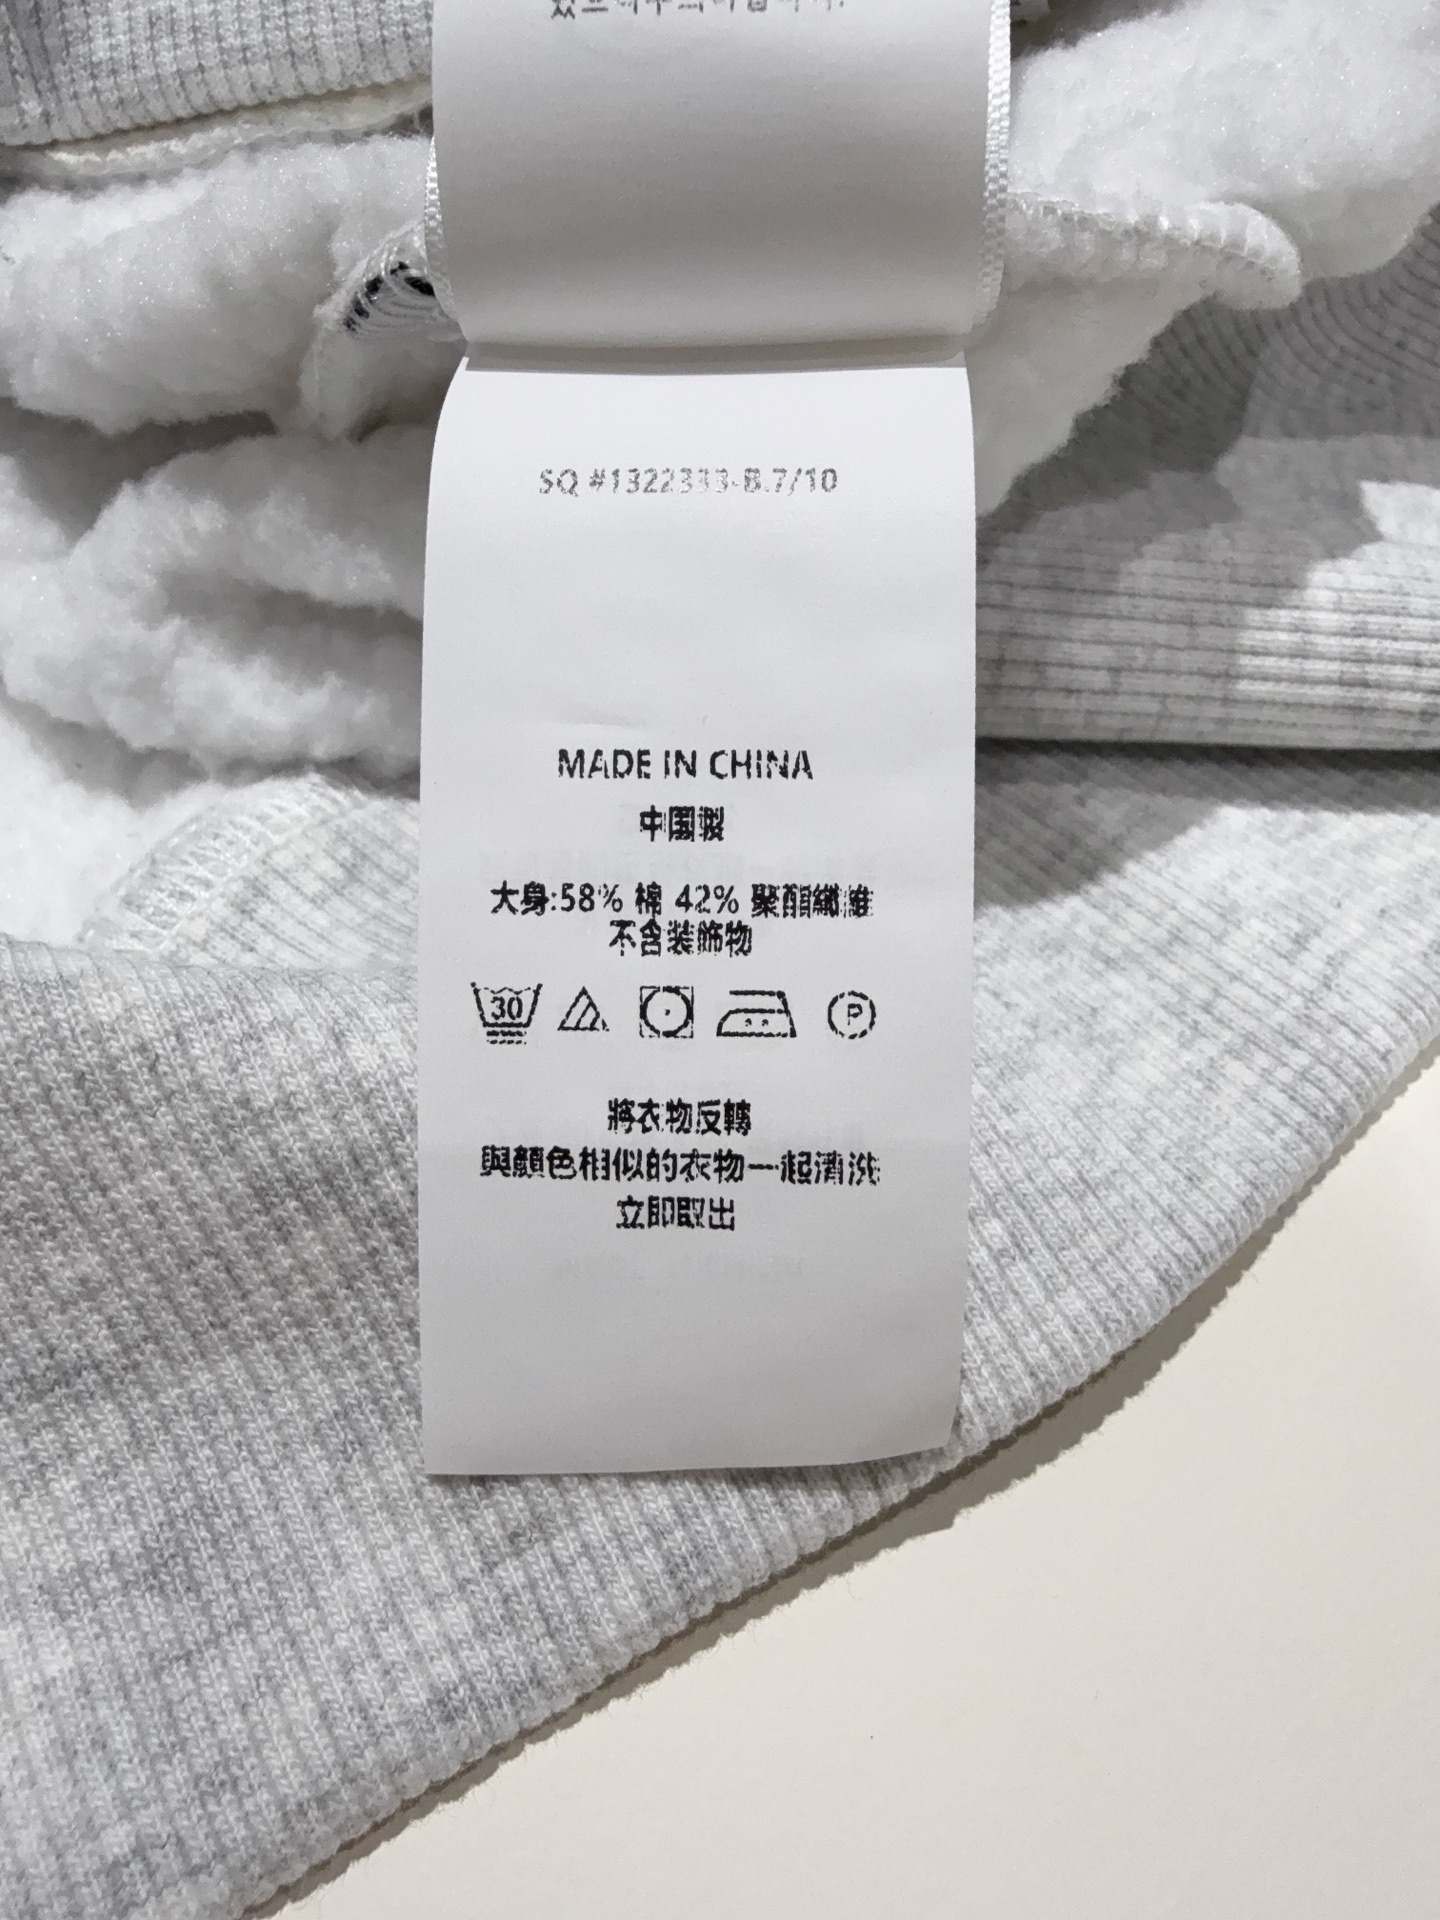 SQ #1322333-B.7/10
MADE IN CHINA
中国製
大身:58% 棉 42% 聚酯纖維
不含装飾物
30
P
將衣物反轉
與顏色相似的衣物一起清洗
立即取出